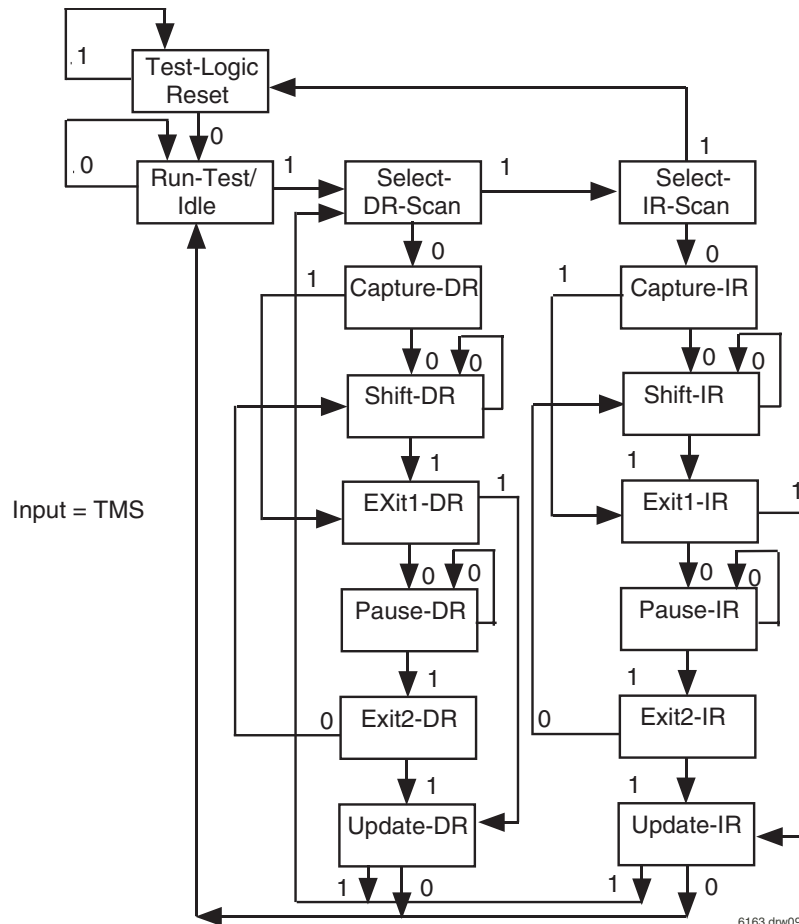 1
Test-Logic
Reset
0
0
Run-Test/
Idle
1
Select-
DR-Scan
1
1
Select-
IR-Scan
0
0
1
Capture-DR
1
Capture-IR
0
0
0
0
Shift-DR
Shift-IR
1
1
Input = TMS
EXit1-DR
1
Exit1-IR
1
0
0
0
0
Pause-DR
Pause-IR
1
1
0
Exit2-DR
0
Exit2-IR
1
1
Update-DR
Update-IR
1
0
1
0
6163 drw09